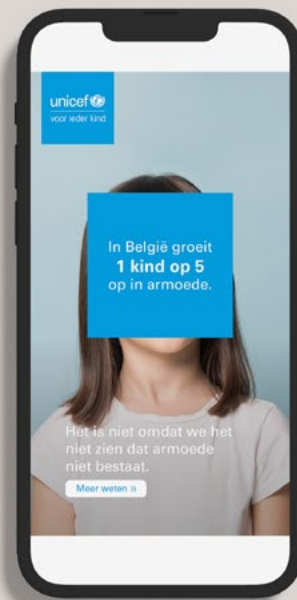 unicef
voor ieder kind
In België groeit
1 kind op 5
op in armoede.
Het is niet omdat we het
niet zien dat armoede
niet bestaat.
Meer weten »